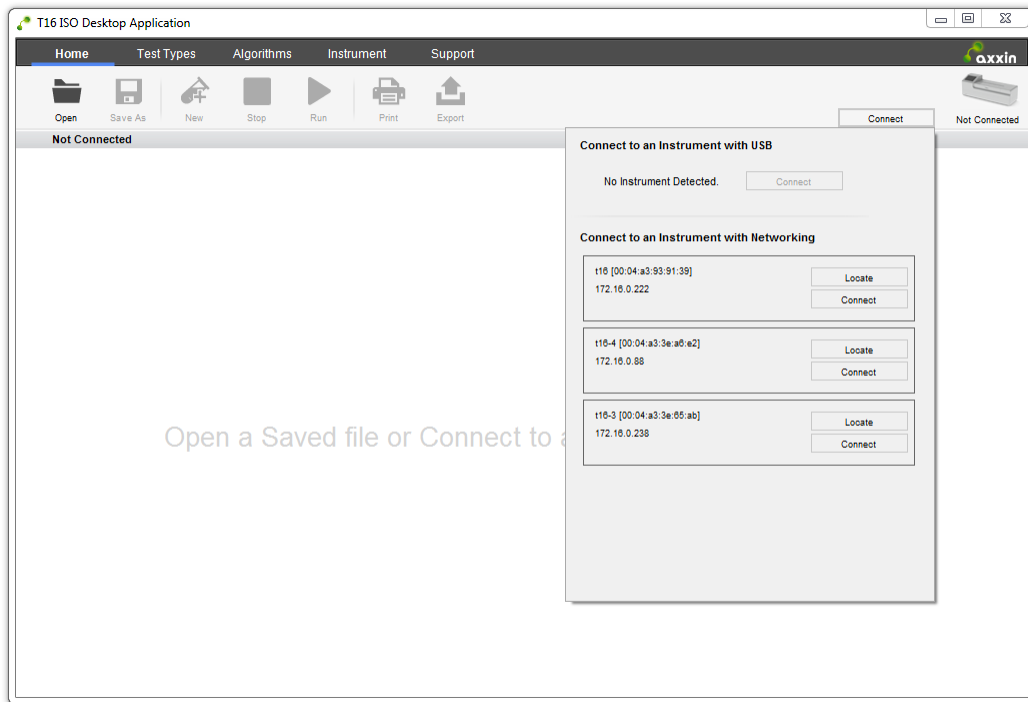 T16 ISO Desktop Application
Home Test Types Algorithms Instrument Support
axxin
Open Save As New Stop Run Print Export
Connect
Not Connected
Not Connected
Connect to an Instrument with USB
No Instrument Detected. Connect
Connect to an Instrument with Networking
t16 [00:04:a3:93:91:39]
Locate
172.16.0.222
Connect
t16-4 [00:04:a3:3e:a6:e2]
Locate
172.16.0.88
Connect
t16-3 [00:04:a3:3e:65:ab]
Locate
172.16.0.238
Connect
Open a Saved file or Connect to